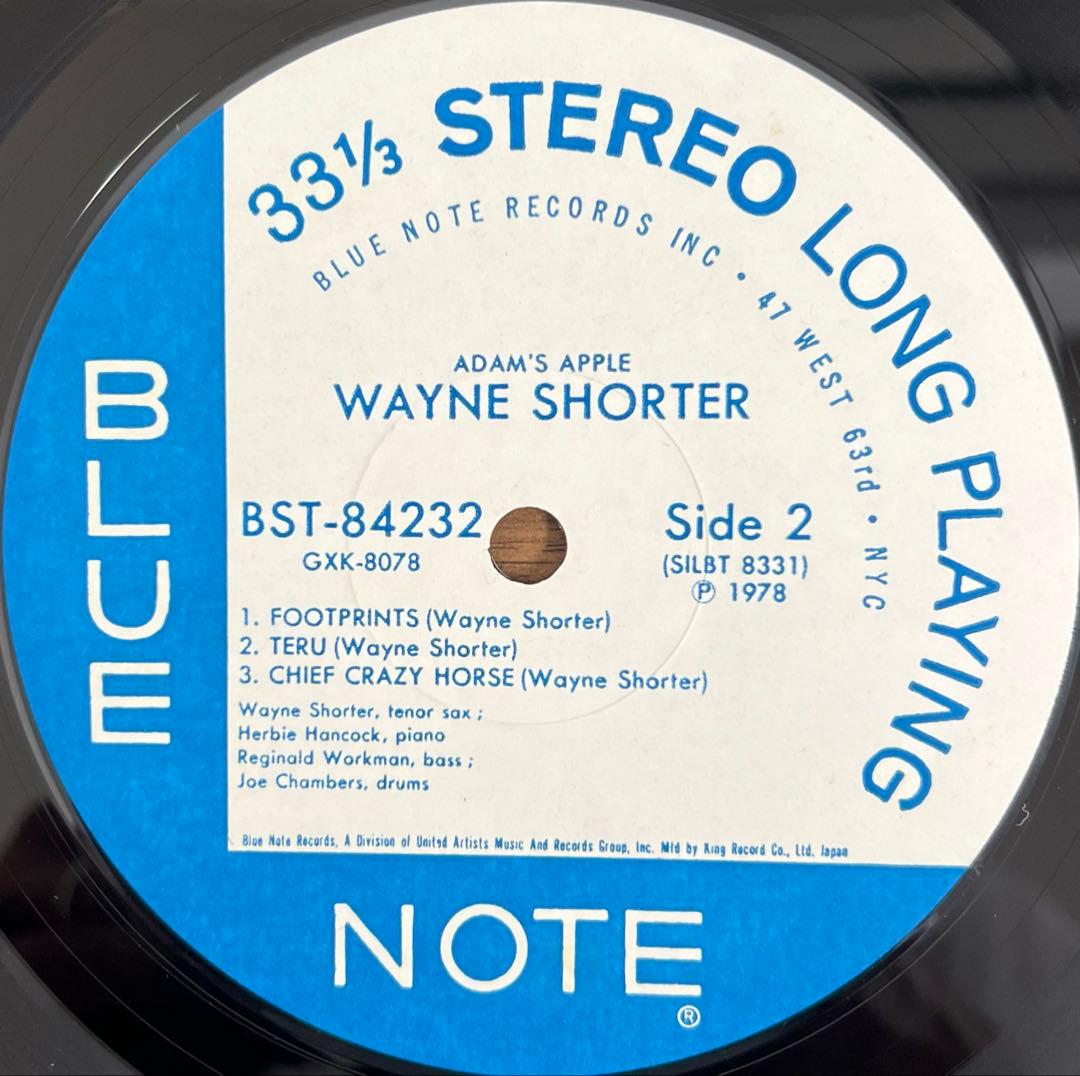 33⅓ STEREO LONG PLAYING
BLUE NOTE RECORDS INC • 47 WEST 63rd • NYC
ADAM'S APPLE
WAYNE SHORTER
BST-84232
GXK-8078
Side 2
(SILBT 8331)
℗ 1978
1. FOOTPRINTS (Wayne Shorter)
2. TERU (Wayne Shorter)
3. CHIEF CRAZY HORSE (Wayne Shorter)
Wayne Shorter, tenor sax ;
Herbie Hancock, piano
Reginald Workman, bass ;
Joe Chambers, drums
Blue Note Records, A Division of United Artists Music And Records Group, Inc. Mfd by King Record Co., Ltd. Japan
BLUE
NOTE
®